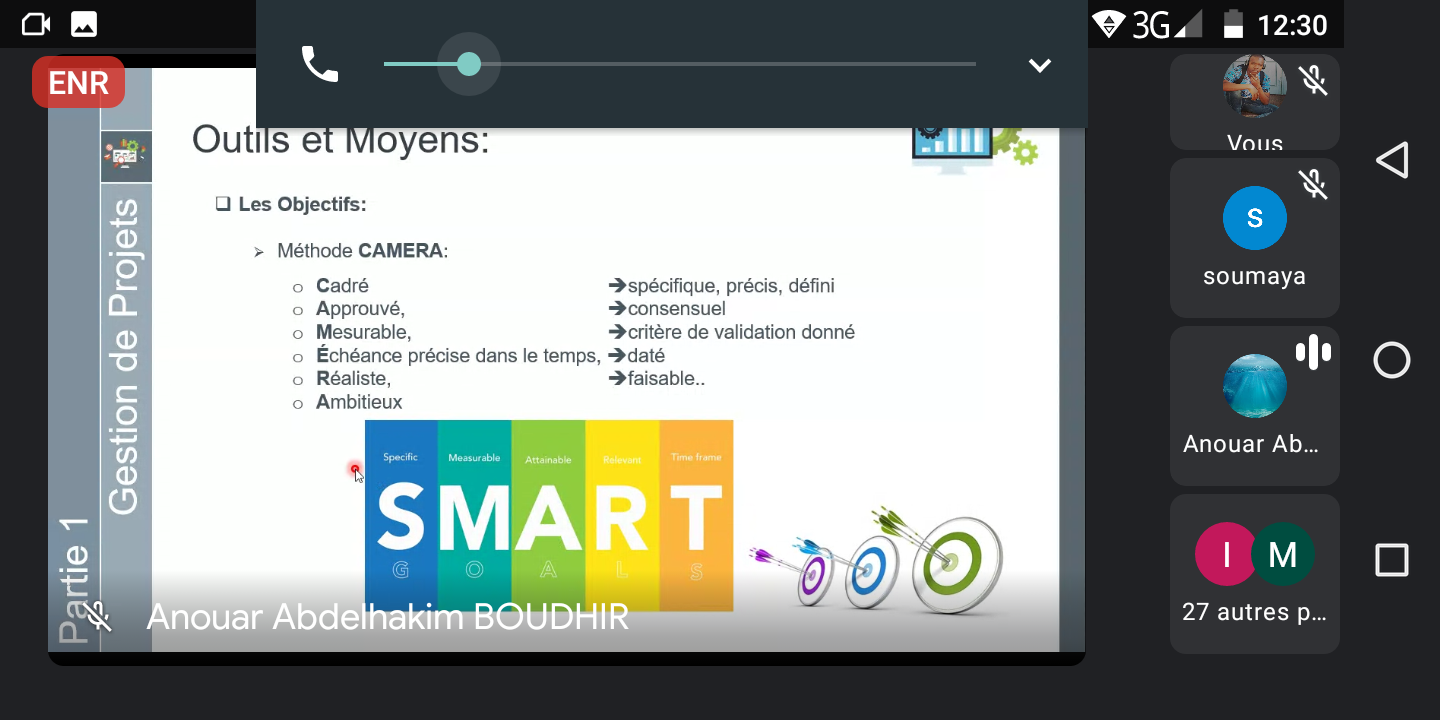 3G 12:30
ENR
Outils et Moyens:
❑ Les Objectifs:
➢ Méthode CAMERA:
o Cadré ➔spécifique, précis, défini
o Approuvé, ➔consensuel
o Mesurable, ➔critère de validation donné
o Échéance précise dans le temps, ➔daté
o Réaliste, ➔faisable..
o Ambitieux
Specific Measurable Attainable Relevant Time frame
SMART
GOALS
Gestion de Projets
Partie 1
Anouar Abdelhakim BOUDHIR
Vous
S
soumaya
Anouar Ab...
I M
27 autres p...